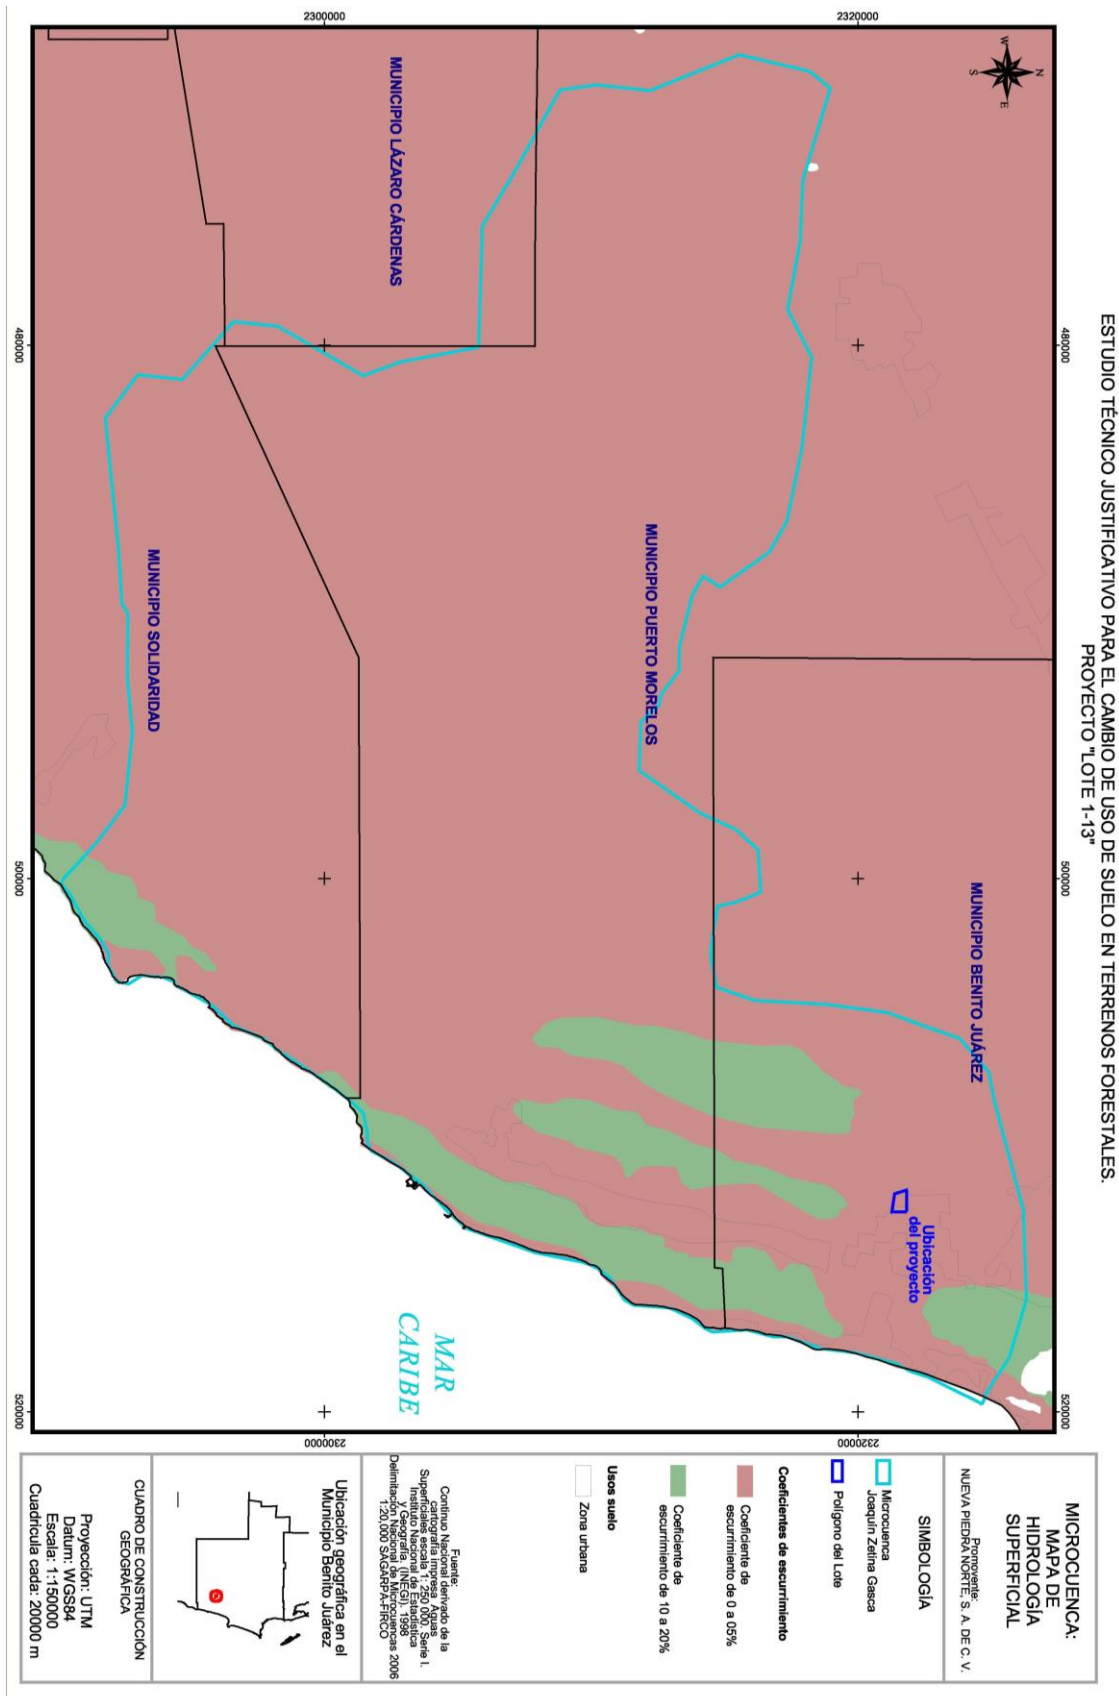 ESTUDIO TÉCNICO JUSTIFICATIVO PARA EL CAMBIO DE USO DE SUELO EN TERRENOS FORESTALES.
PROYECTO "LOTE 1-13"
480000
500000
520000
N
W
E
S
2320000
2320000
2300000
2300000
480000
500000
520000
MUNICIPIO BENITO JUÁREZ
Ubicación
del proyecto
MUNICIPIO PUERTO MORELOS
MUNICIPIO LÁZARO CÁRDENAS
MUNICIPIO SOLIDARIDAD
MAR
CARIBE
MICROCUENCA:
MAPA DE
HIDROLOGÍA
SUPERFICIAL
Promovente:
NUEVA PIEDRA NORTE, S. A. DE C. V.
SIMBOLOGÍA
Microcuenca
Joaquín Zetina Gasca
Polígono del Lote
Coeficientes de escurrimiento
Coeficiente de
escurrimiento de 0 a 05%
Coeficiente de
escurrimiento de 10 a 20%
Usos suelo
Zona urbana
Fuente:
Continuo Nacional derivado de la
cartografía impresa Aguas
Superficiales escala 1: 250 000. Serie I.
Instituto Nacional de Estadística
y Geografía. (INEGI). 1998
Delimitación Nacional de Microcuencas 2006
1:20,000 SAGARPA-FIRCO
Ubicación geográfica en el
Municipio Benito Juárez
CUADRO DE CONSTRUCCIÓN
GEOGRÁFICA
Proyección: UTM
Datum: WGS84
Escala: 1:150000
Cuadrícula cada: 20000 m